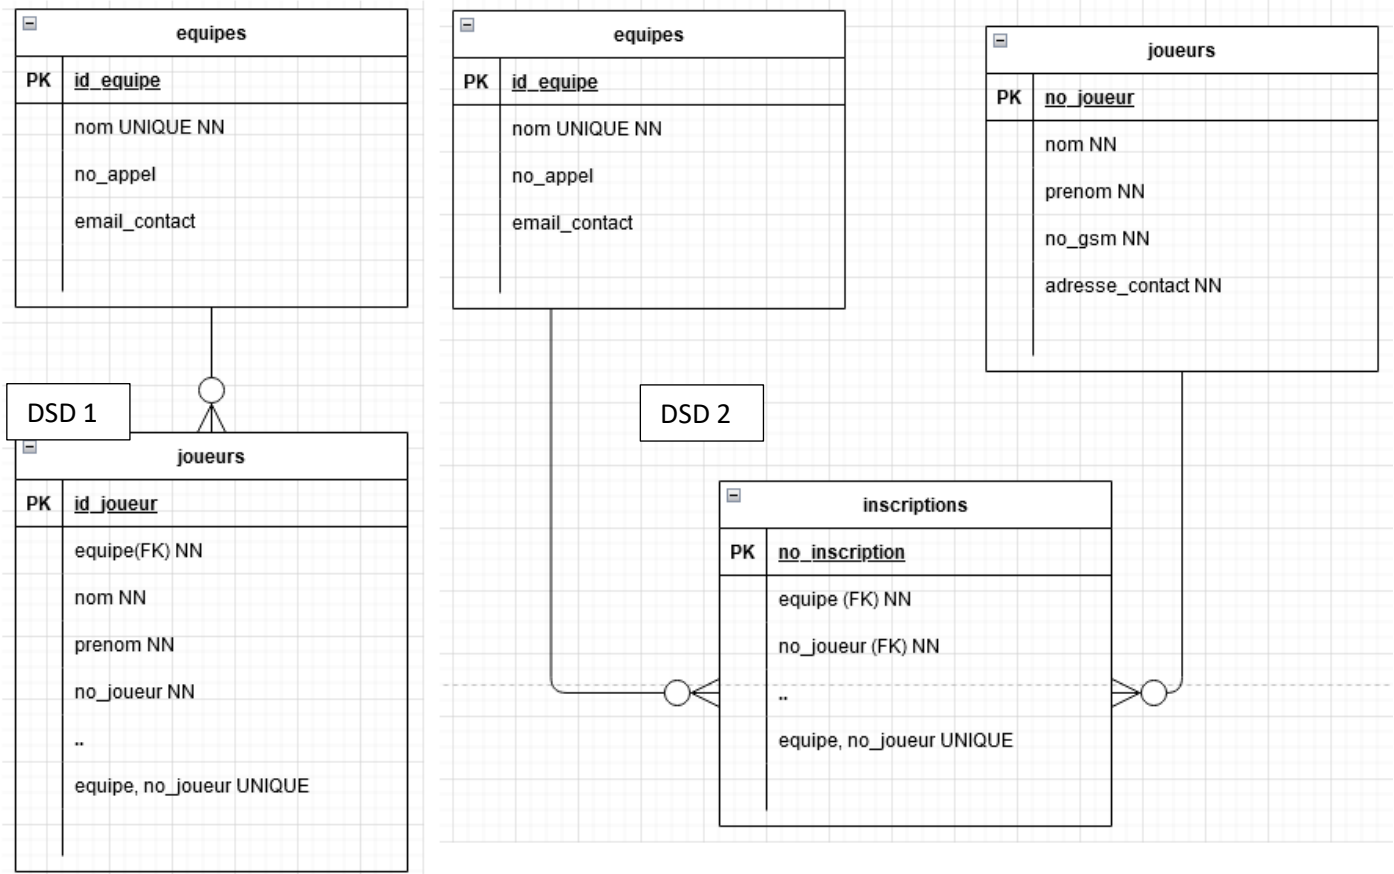 equipes
PK id_equipe
nom UNIQUE NN
no_appel
email_contact
DSD 1
joueurs
PK id_joueur
equipe(FK) NN
nom NN
prenom NN
no_joueur NN
..
equipe, no_joueur UNIQUE
equipes
PK id_equipe
nom UNIQUE NN
no_appel
email_contact
joueurs
PK no_joueur
nom NN
prenom NN
no_gsm NN
adresse_contact NN
DSD 2
inscriptions
PK no_inscription
equipe (FK) NN
no_joueur (FK) NN
..
equipe, no_joueur UNIQUE